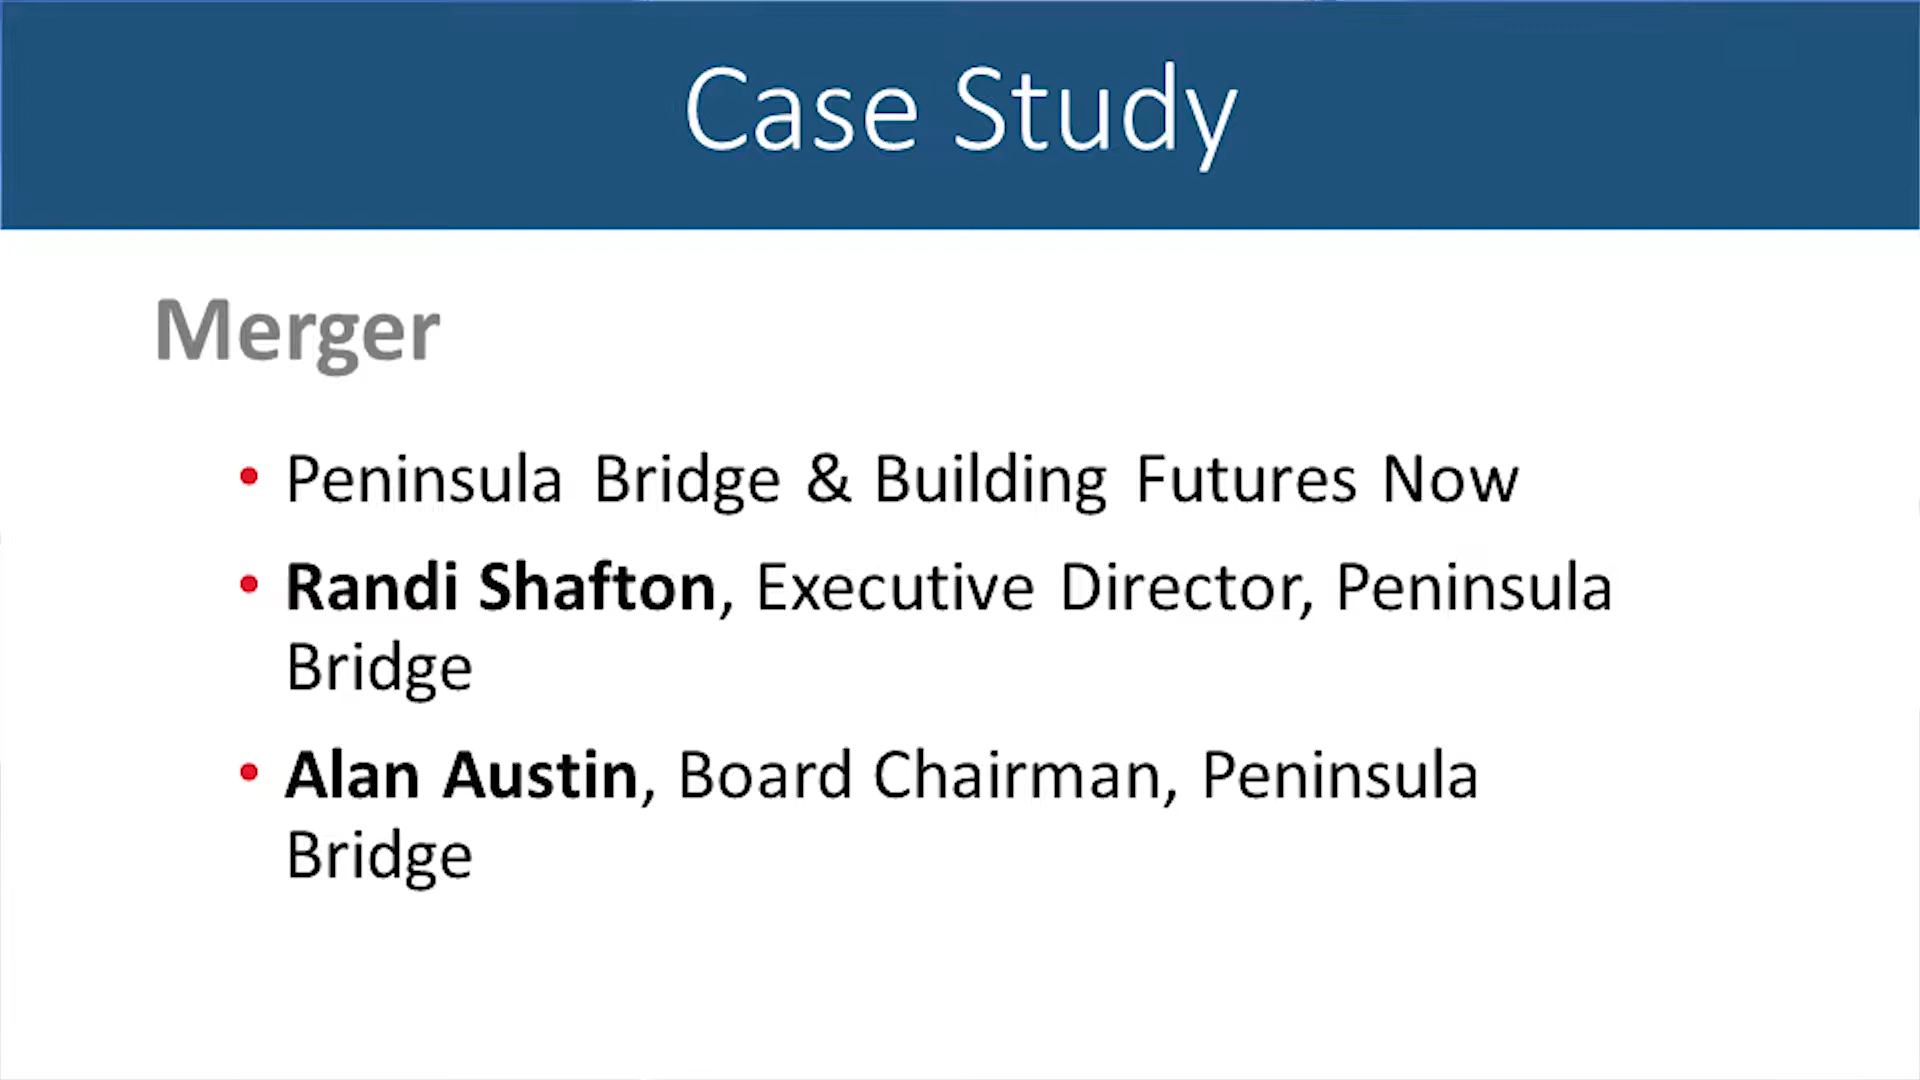 Case Study
Merger
• Peninsula Bridge & Building Futures Now
• Randi Shafton, Executive Director, Peninsula
Bridge
• Alan Austin, Board Chairman, Peninsula
Bridge